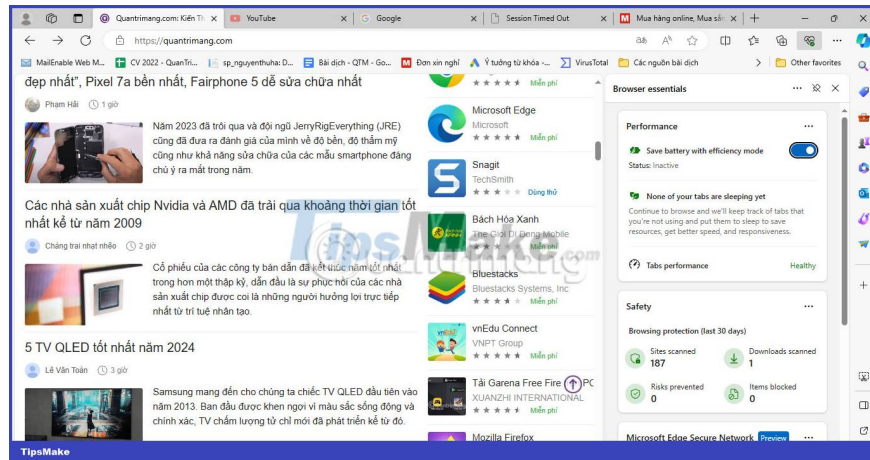 Quantrimang.com: Kiến Th
YouTube
Google
Session Timed Out
Mua hàng online, Mua sắn
https://quantrimang.com
MailEnable Web M...
CV 2022 - QuanTri...
sp_nguyenthuha: D...
Bài dịch - QTM - Go...
Đơn xin nghỉ
Ý tưởng từ khóa -...
VirusTotal
Các nguồn bài dịch
Other favorites
đẹp nhất", Pixel 7a bền nhất, Fairphone 5 dễ sửa chữa nhất
Phạm Hải 1 giờ
Năm 2023 đã trôi qua và đội ngũ JerryRigEverything (JRE)
cũng đã đưa ra đánh giá của mình về độ bền, độ thẩm mỹ
cũng như khả năng sửa chữa của các mẫu smartphone đáng
chú ý ra mắt trong năm.
Các nhà sản xuất chip Nvidia và AMD đã trải qua khoảng thời gian tốt
nhất kể từ năm 2009
Chàng trai nhạt nhẽo 2 giờ
Cổ phiếu của các công ty bán dẫn đã kết thúc năm tốt nhất
trong hơn một thập kỷ, dẫn đầu là sự phục hồi của các nhà
sản xuất chip được coi là những người hưởng lợi trực tiếp
nhất từ trí tuệ nhân tạo.
5 TV QLED tốt nhất năm 2024
Lê Văn Toán 3 giờ
Samsung mang đến cho chúng ta chiếc TV QLED đầu tiên vào
năm 2013. Ban đầu được khen ngợi vì màu sắc sống động và
chính xác, TV chấm lượng tử chỉ mới đã phát triển kể từ đó.
Miễn phí
Microsoft Edge
Microsoft
Miễn phí
Snagit
TechSmith
Dùng thử
Bách Hóa Xanh
The Gioi Di Dong Mobile
Miễn phí
Bluestacks
Bluestacks Systems, Inc
Miễn phí
vnEdu Connect
VNPT Group
Miễn phí
Tải Garena Free Fire PC
XUANZHI INTERNATIONAL
Miễn phí
Mozilla Firefox
Browser essentials
Performance
Save battery with efficiency mode
Status: Inactive
None of your tabs are sleeping yet
Continue to browse and we'll keep track of tabs that
you're not using and put them to sleep to save
resources, get better speed, and responsiveness.
Tabs performance Healthy
Safety
Browsing protection (last 30 days)
Sites scanned
187
Downloads scanned
1
Risks prevented
0
Items blocked
0
Microsoft Edge Secure Network Preview
TipsMake.com
TipsMake